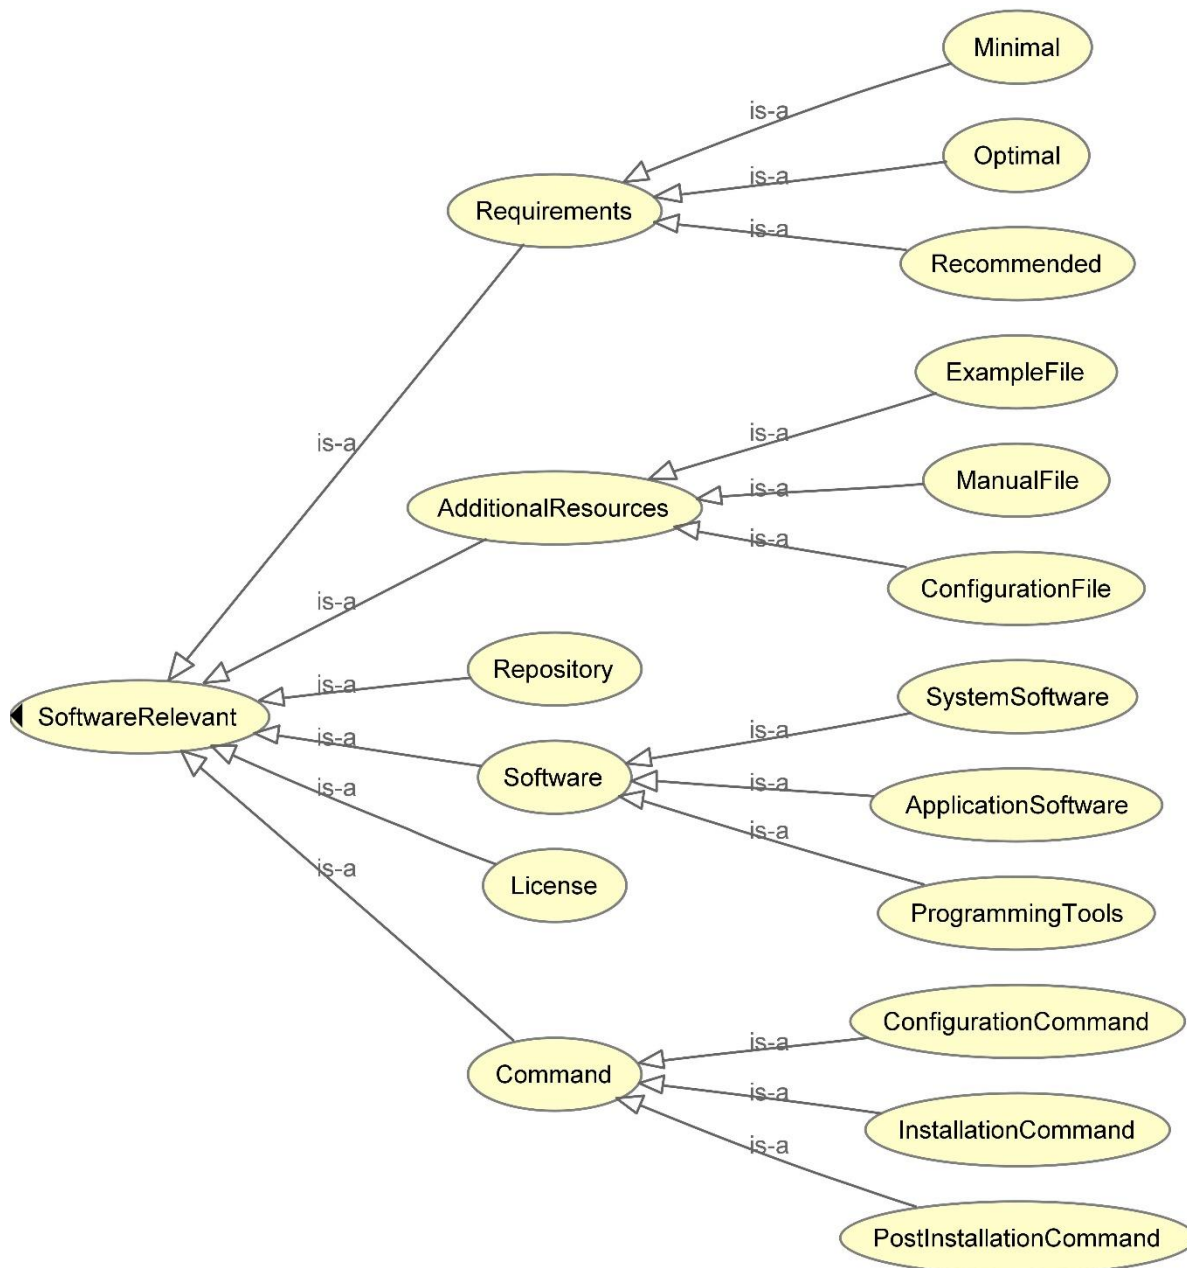 Minimal
is-a
Optimal
is-a
Requirements
is-a
Recommended
ExampleFile
is-a
is-a
ManualFile
AdditionalResources
is-a
is-a
ConfigurationFile
is-a
Repository
is-a
SystemSoftware
SoftwareRelevant
is-a
is-a
Software
is-a
ApplicationSoftware
is-a
is-a
License
is-a
ProgrammingTools
ConfigurationCommand
is-a
Command
is-a
InstallationCommand
is-a
PostInstallationCommand